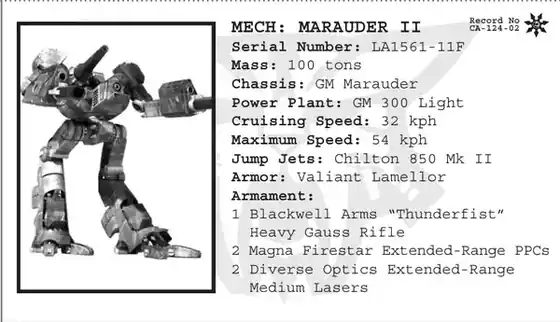 MECH: MARAUDER II
Record No
CA-124-02
Serial Number: LA1561-11F
Mass: 100 tons
Chassis: GM Marauder
Power Plant: GM 300 Light
Cruising Speed: 32 kph
Maximum Speed: 54 kph
Jump Jets: Chilton 850 Mk II
Armor: Valiant Lamellor
Armament:
1 Blackwell Arms “Thunderfist”
Heavy Gauss Rifle
2 Magna Firestar Extended-Range PPCs
2 Diverse Optics Extended-Range
Medium Lasers